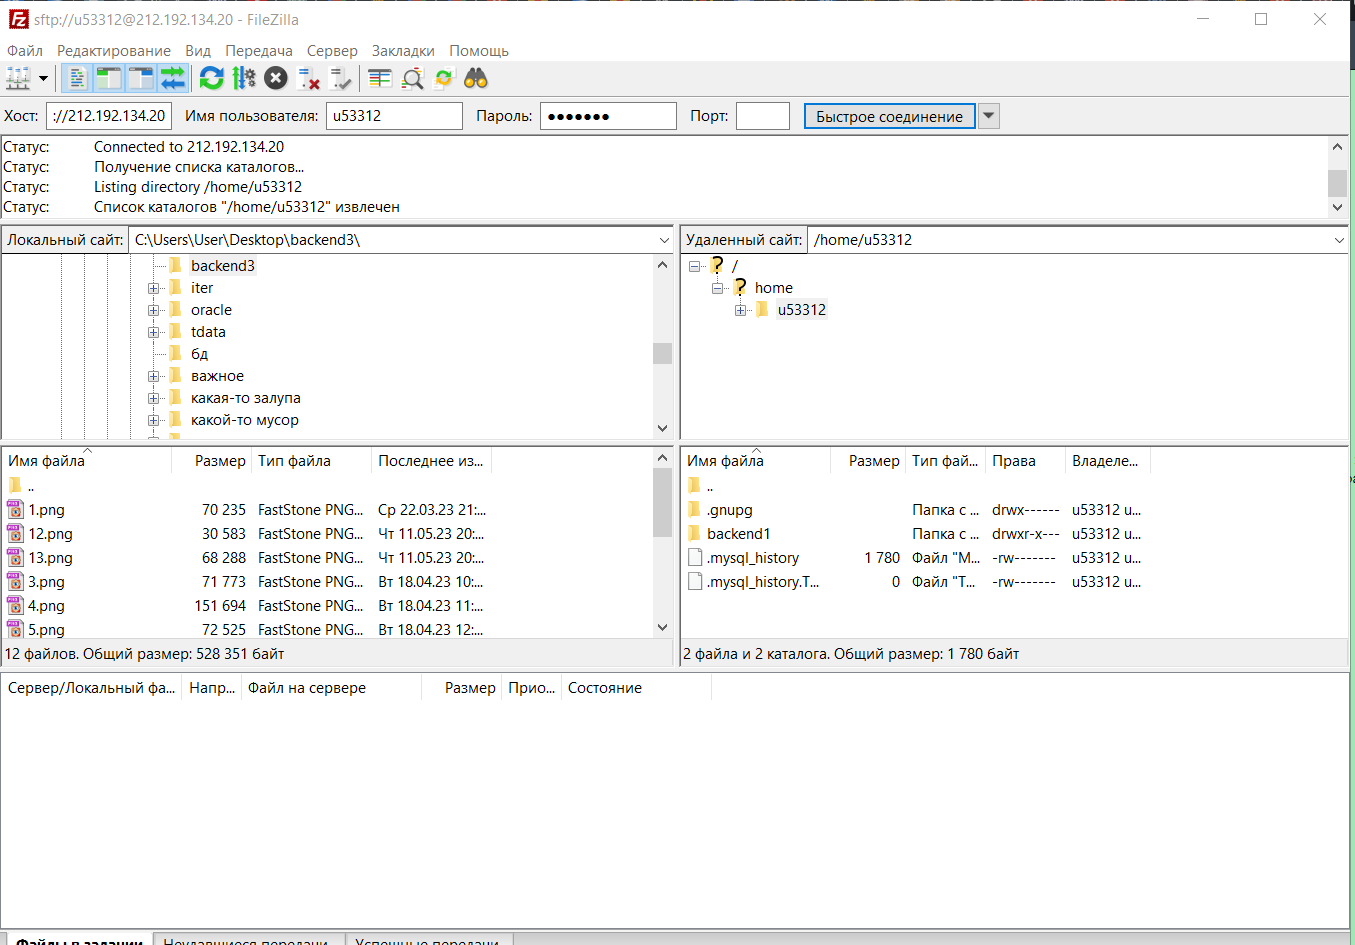 sftp://u53312@212.192.134.20 - FileZilla
Файл Редактирование Вид Передача Сервер Закладки Помощь
Хост: ://212.192.134.20 Имя пользователя: u53312 Пароль: ●●●●●●● Порт: Быстрое соединение
Статус: Connected to 212.192.134.20
Статус: Получение списка каталогов...
Статус: Listing directory /home/u53312
Статус: Список каталогов "/home/u53312" извлечен
Локальный сайт: C:\Users\User\Desktop\backend3\
backend3
iter
oracle
tdata
бд
важное
какая-то залупа
какой-то мусор
Удаленный сайт: /home/u53312
/
home
u53312
Имя файла Размер Тип файла Последнее из...
..
1.png 70 235 FastStone PNG... Ср 22.03.23 21:...
12.png 30 583 FastStone PNG... Чт 11.05.23 20:...
13.png 68 288 FastStone PNG... Чт 11.05.23 20:...
3.png 71 773 FastStone PNG... Вт 18.04.23 10:...
4.png 151 694 FastStone PNG... Вт 18.04.23 11:...
5.png 72 525 FastStone PNG... Вт 18.04.23 12:...
12 файлов. Общий размер: 528 351 байт
Имя файла Размер Тип фай... Права Владеле...
..
.gnupg Папка с ... drwx------ u53312 u...
backend1 Папка с ... drwxr-x--- u53312 u...
.mysql_history 1 780 Файл "M... -rw------- u53312 u...
.mysql_history.T... 0 Файл "T... -rw------- u53312 u...
2 файла и 2 каталога. Общий размер: 1 780 байт
Сервер/Локальный фа... Напр... Файл на сервере Размер Прио... Состояние
Файлы в задании Неудавшиеся передачи Успешные передачи